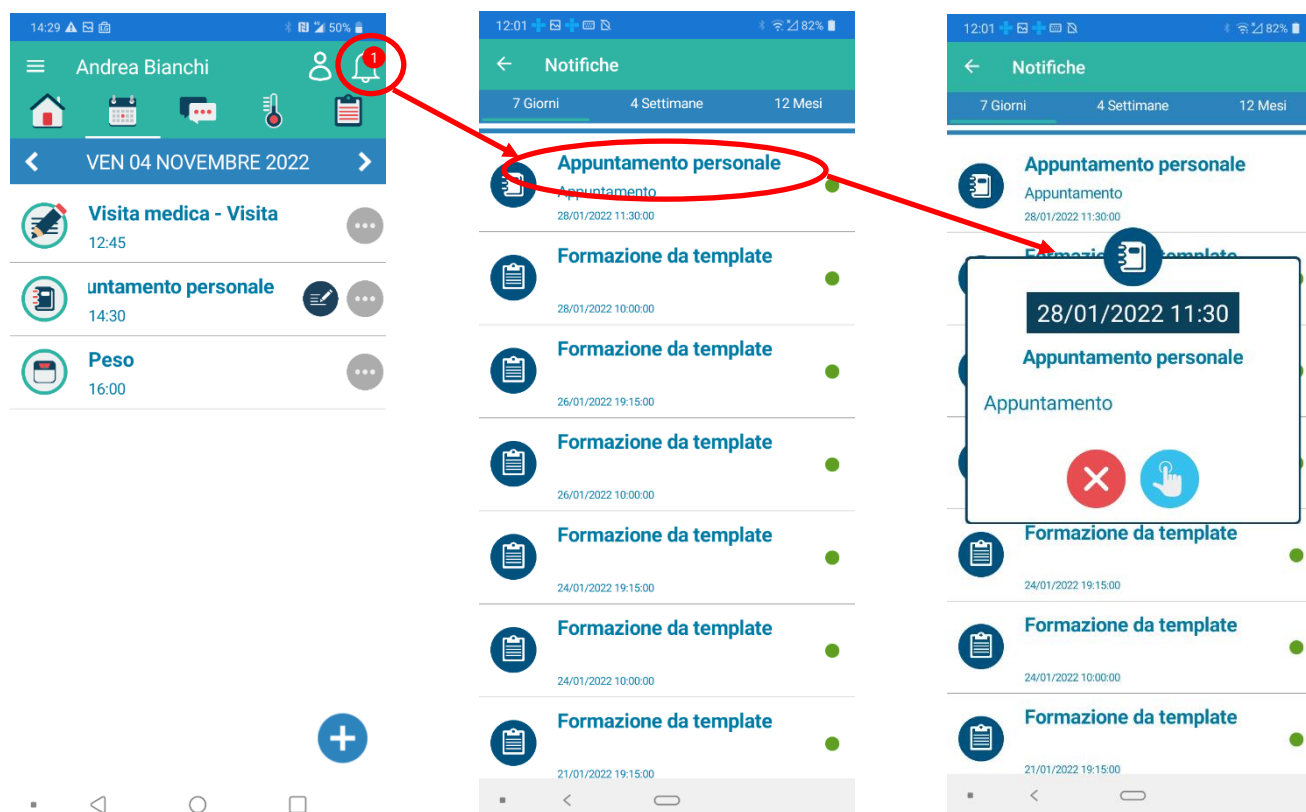 14:29
50%
Andrea Bianchi
1
VEN 04 NOVEMBRE 2022
Visita medica - Visita
12:45
untamento personale
14:30
Peso
16:00
12:01
82%
Notifiche
7 Giorni 4 Settimane 12 Mesi
Appuntamento personale
Appuntamento
28/01/2022 11:30:00
Formazione da template
28/01/2022 10:00:00
Formazione da template
26/01/2022 19:15:00
Formazione da template
26/01/2022 10:00:00
Formazione da template
24/01/2022 19:15:00
Formazione da template
24/01/2022 10:00:00
Formazione da template
21/01/2022 19:15:00
12:01
82%
Notifiche
7 Giorni 4 Settimane 12 Mesi
Appuntamento personale
Appuntamento
28/01/2022 11:30:00
Formazione da template
28/01/2022 11:30
Appuntamento personale
Appuntamento
Formazione da template
24/01/2022 19:15:00
Formazione da template
24/01/2022 10:00:00
Formazione da template
21/01/2022 19:15:00